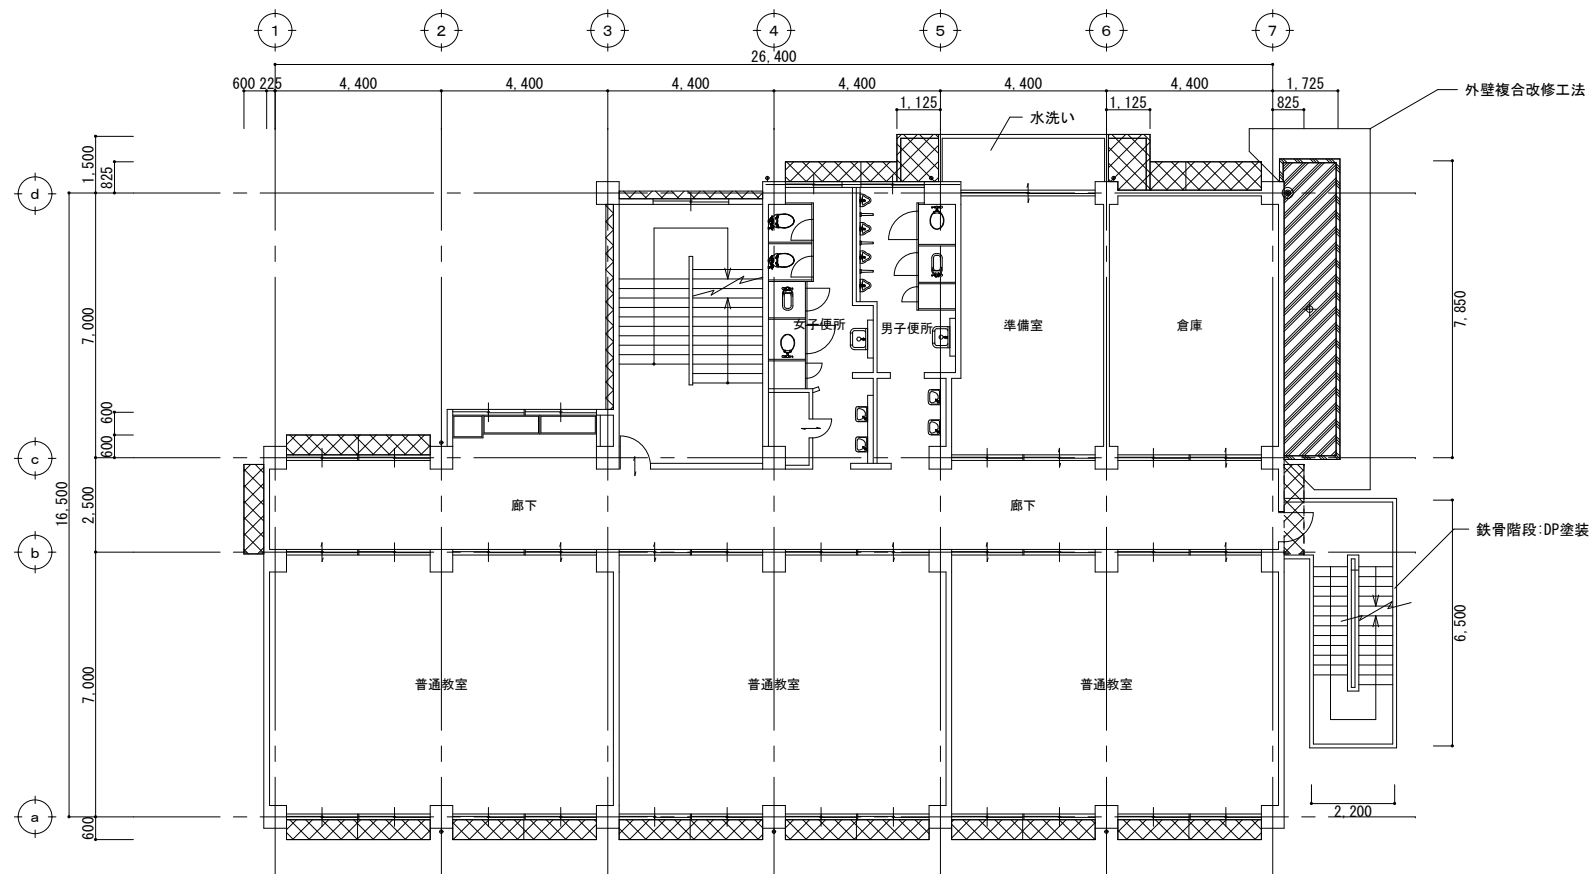 1 2 3 4 5 6 7
26,400
600 225 4,400 4,400 4,400 4,400 4,400 4,400 1,725
外壁複合改修工法
1,125 1,125 825
水洗い
1,500
825
d
7,000
7,850
女子便所 男子便所 準備室 倉庫
600
600
c
16,500
2,500
廊下 廊下
鉄骨階段:DP塗装
b
6,500
7,000
普通教室 普通教室 普通教室
2,200
a
600